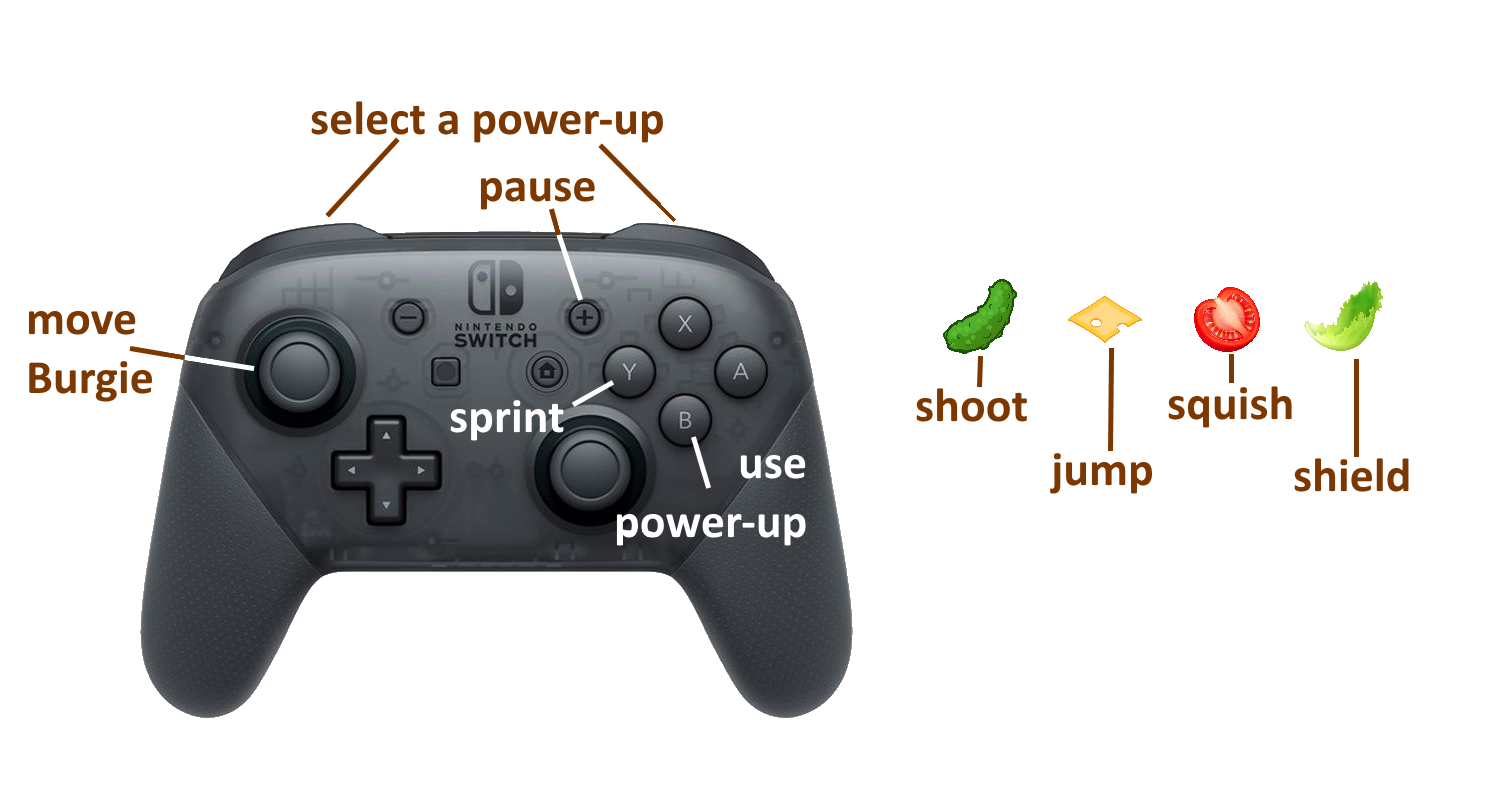 select a power-up
pause
move
Burgie
NINTENDO
SWITCH
X
Y
A
B
sprint
use
power-up
shoot
jump
squish
shield